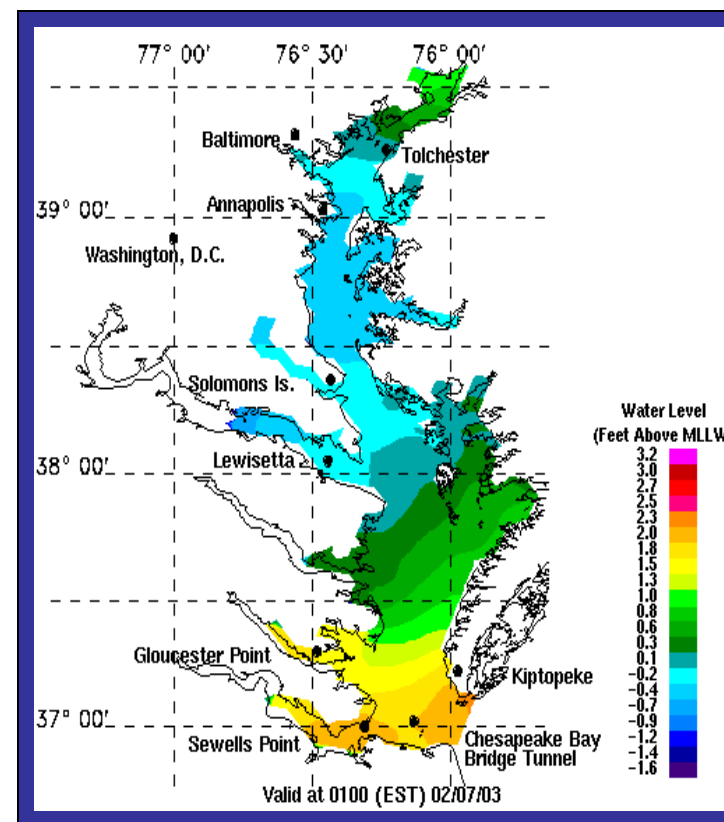 77° 00' 76° 30' 76° 00'
Baltimore
Tolchester
Annapolis
39° 00'
Washington, D.C.
Solomons Is.
Water Level
(Feet Above MLLW
Lewisetta
38° 00'
3.2
3.0
2.7
2.5
2.3
2.0
1.8
1.5
1.3
1.0
0.8
0.6
0.3
0.1
-0.2
-0.4
-0.7
-0.9
-1.2
-1.4
-1.6
Gloucester Point
Kiptopeke
37° 00'
Sewells Point
Chesapeake Bay
Bridge Tunnel
Valid at 0100 (EST) 02/07/03